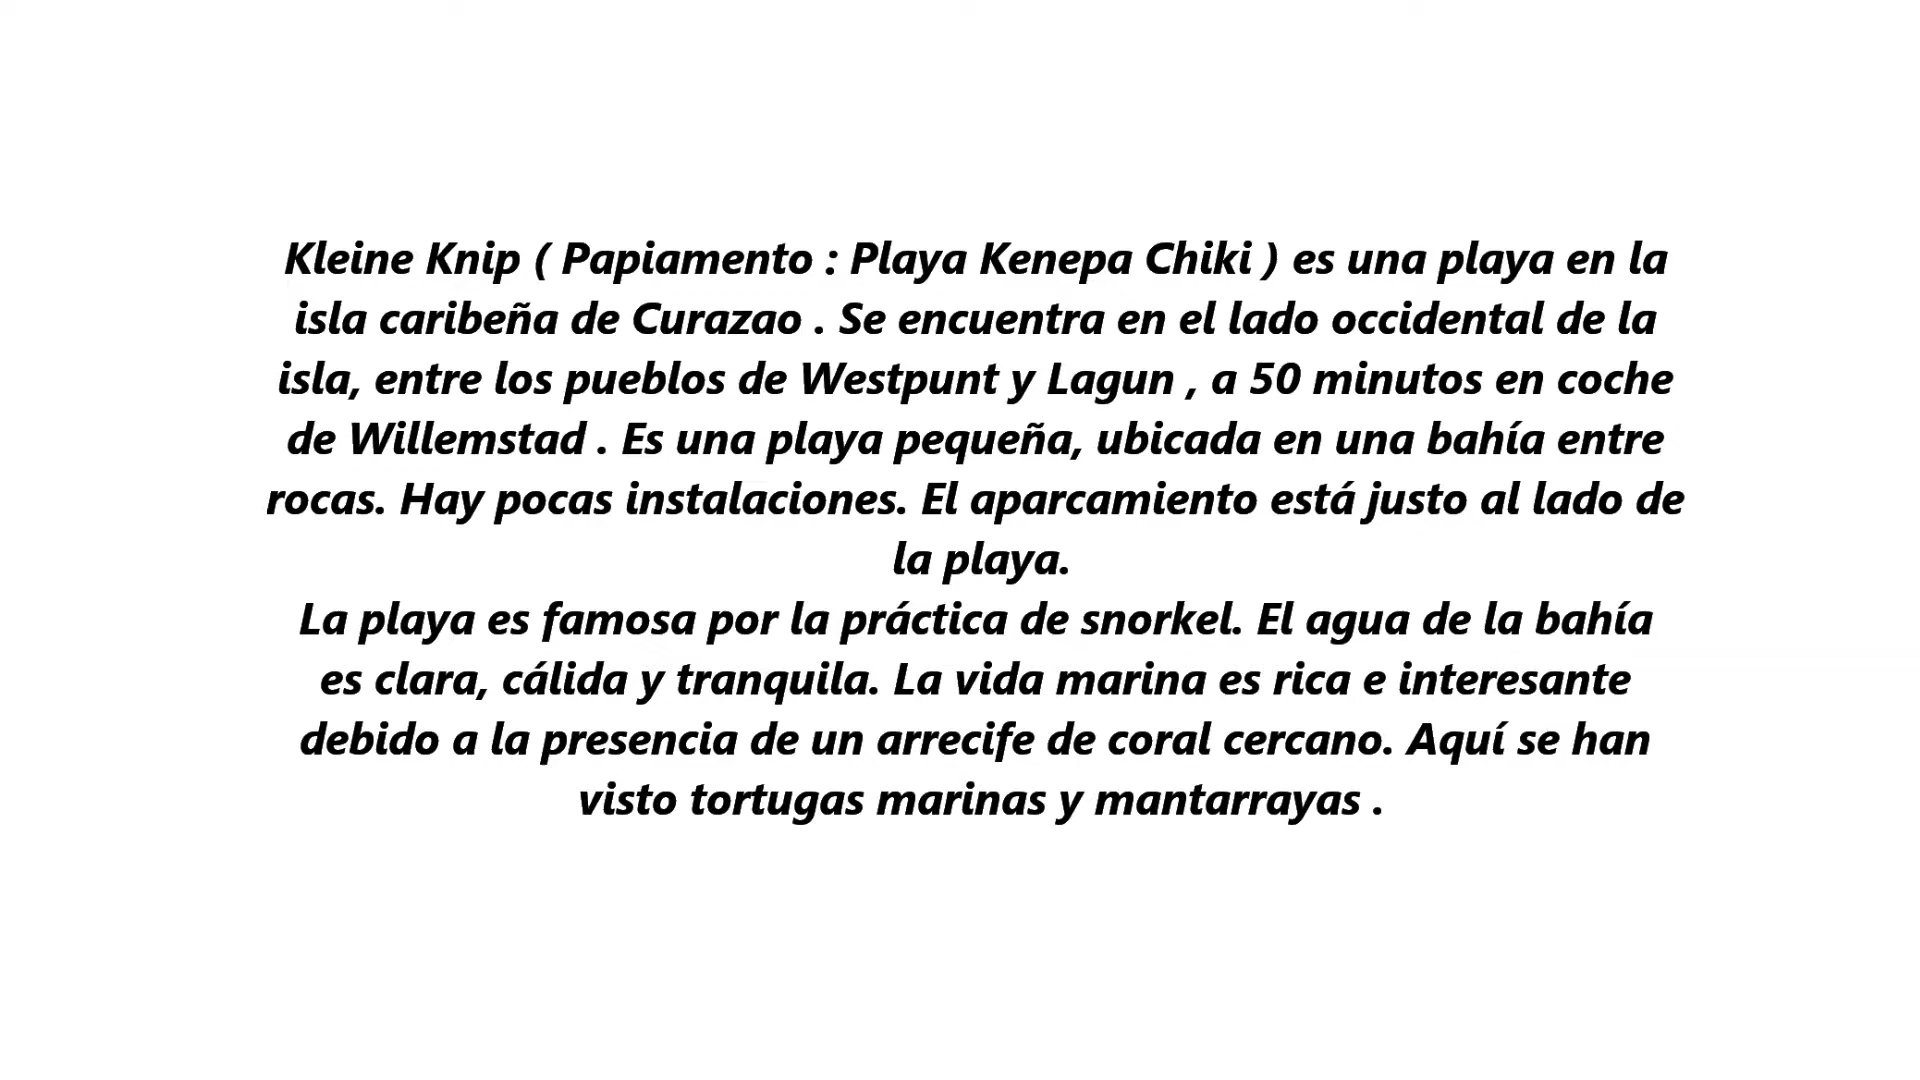 Kleine Knip ( Papiamento : Playa Kenepa Chiki ) es una playa en la
isla caribeña de Curazao . Se encuentra en el lado occidental de la
isla, entre los pueblos de Westpunt y Lagun , a 50 minutos en coche
de Willemstad . Es una playa pequeña, ubicada en una bahía entre
rocas. Hay pocas instalaciones. El aparcamiento está justo al lado de
la playa.
La playa es famosa por la práctica de snorkel. El agua de la bahía
es clara, cálida y tranquila. La vida marina es rica e interesante
debido a la presencia de un arrecife de coral cercano. Aquí se han
visto tortugas marinas y mantarrayas .